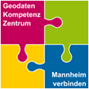 Geodaten
Kompetenz
Zentrum
Mannheim
verbinden